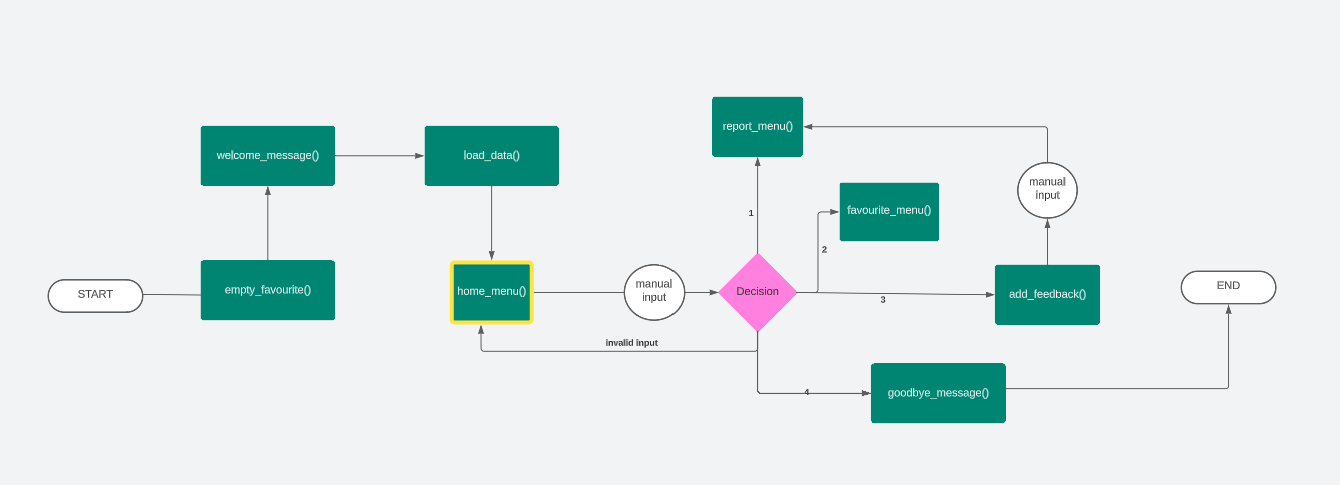 report_menu()
welcome_message()
load_data()
manual
input
favourite_menu()
1
2
START
empty_favourite()
home_menu()
manual
input
Decision
3
add_feedback()
END
invalid input
4
goodbye_message()